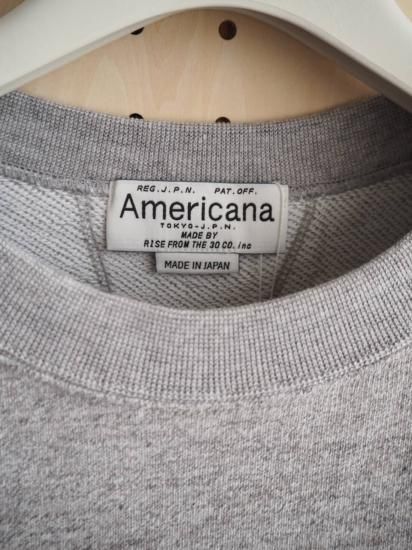 REG.J.P.N. PAT.OFF.
Americana
TOKYO-J.P.N.
MADE BY
RISE FROM THE 30 CO. inc
MADE IN JAPAN